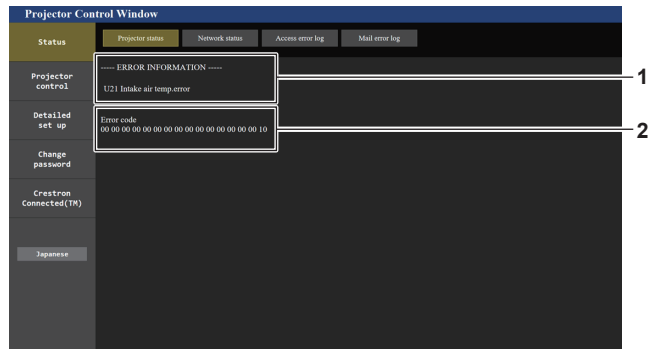 Projector Control Window
Status
Projector status
Network status
Access error log
Mail error log
Projector
control
Detailed
set up
Change
password
Crestron
Connected(TM)
Japanese
----- ERROR INFORMATION -----
U21 Intake air temp.error
1
Error code
00 00 00 00 00 00 00 00 00 00 00 00 00 00 00 10
2